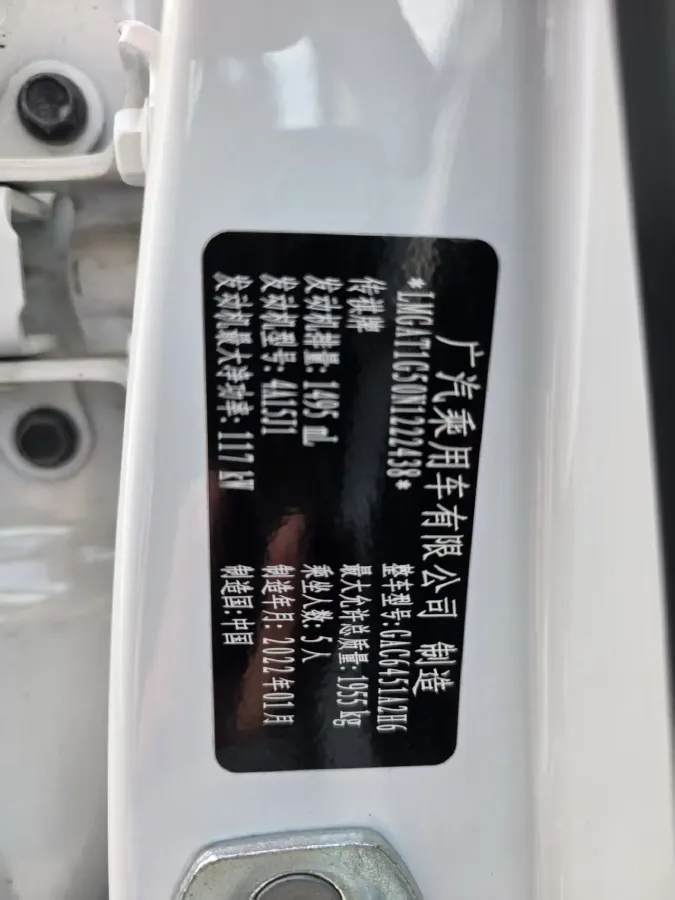 广汽乘用车有限公司 制造
*LMGAT1G50N1222438*
传祺牌
发动机排量: 1495 mL
发动机型号: 4A15J1
发动机最大净功率: kW
整车型号:GAC6451A2H6
最大允许总质量: 1955 kg
乘坐人数: 5人
制造年月: 2022年01月
制造国:中国